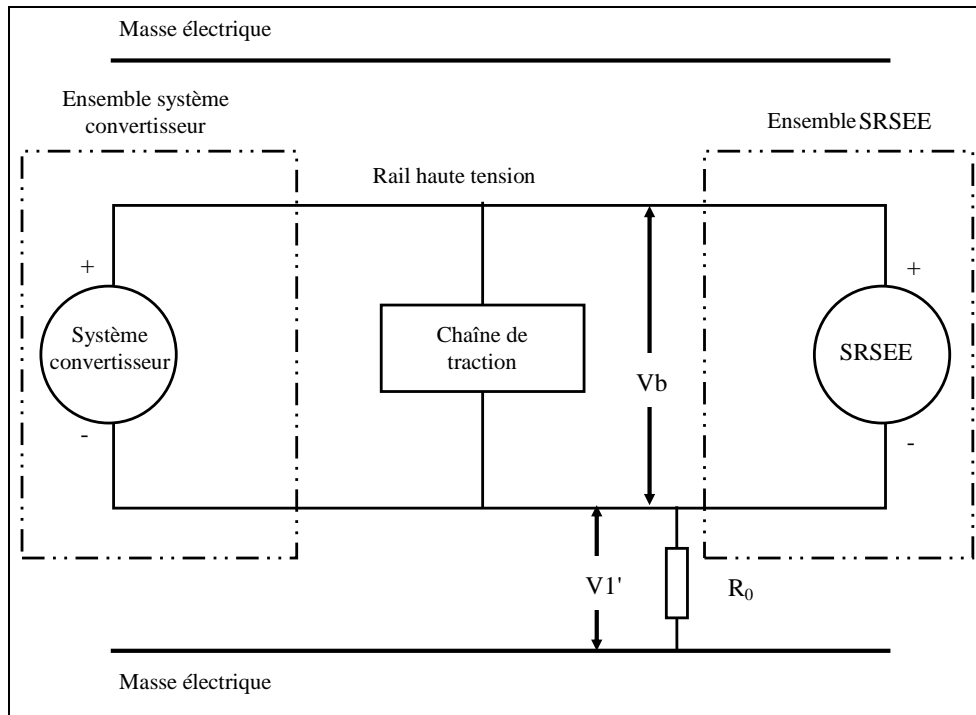 Masse électrique
Ensemble système
convertisseur
Ensemble SRSEE
Rail haute tension
+
+
Système
convertisseur
Chaîne de
traction
SRSEE
Vb
-
-
V1'
R₀
Masse électrique